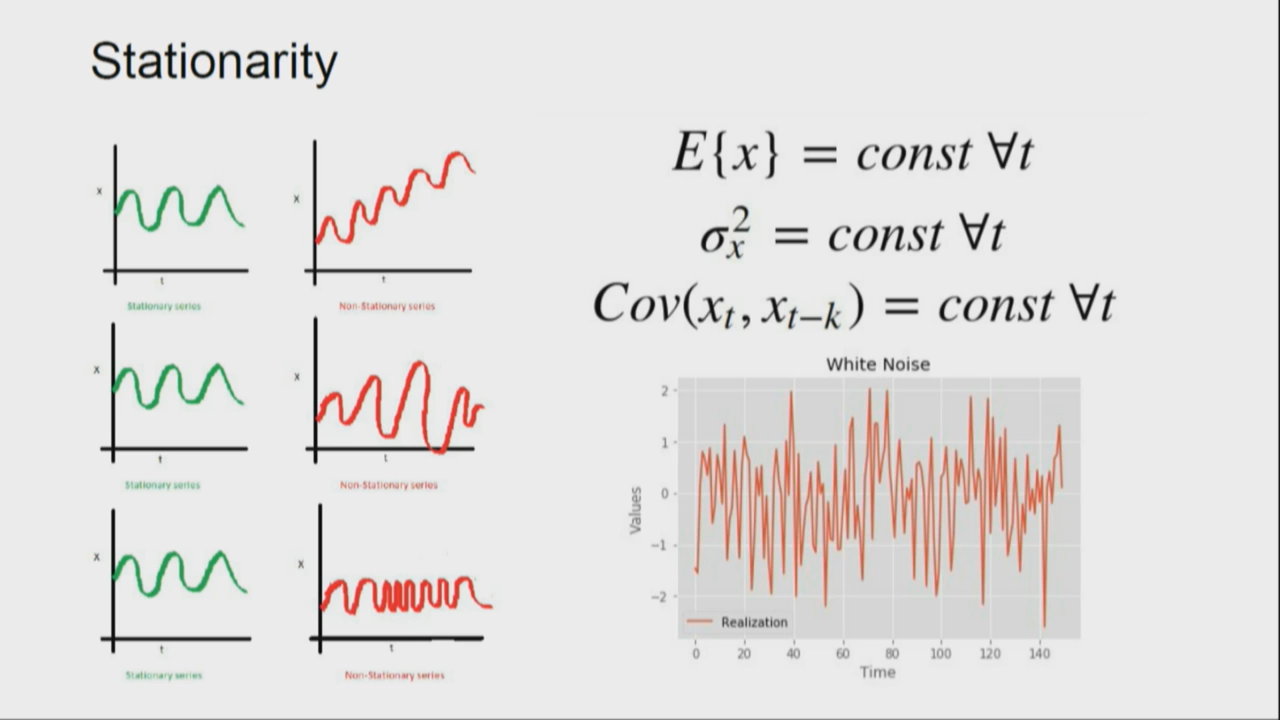 Stationarity
x
t
Stationary series
x
t
Non-Stationary series
x
t
Stationary series
x
t
Non-Stationary series
x
t
Stationary series
x
t
Non-Stationary series
E{x} = const ∀t
σ²ₓ = const ∀t
Cov(xₜ, xₜ₋ₖ) = const ∀t
White Noise
Values
2
1
0
−1
−2
Realization
0 20 40 60 80 100 120 140
Time